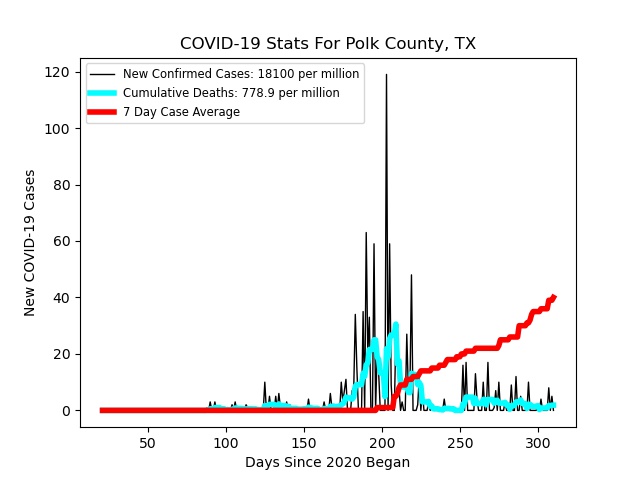 COVID-19 Stats For Polk County, TX
New Confirmed Cases: 18100 per million
Cumulative Deaths: 778.9 per million
7 Day Case Average
New COVID-19 Cases
120
100
80
60
40
20
0
50 100 150 200 250 300
Days Since 2020 Began